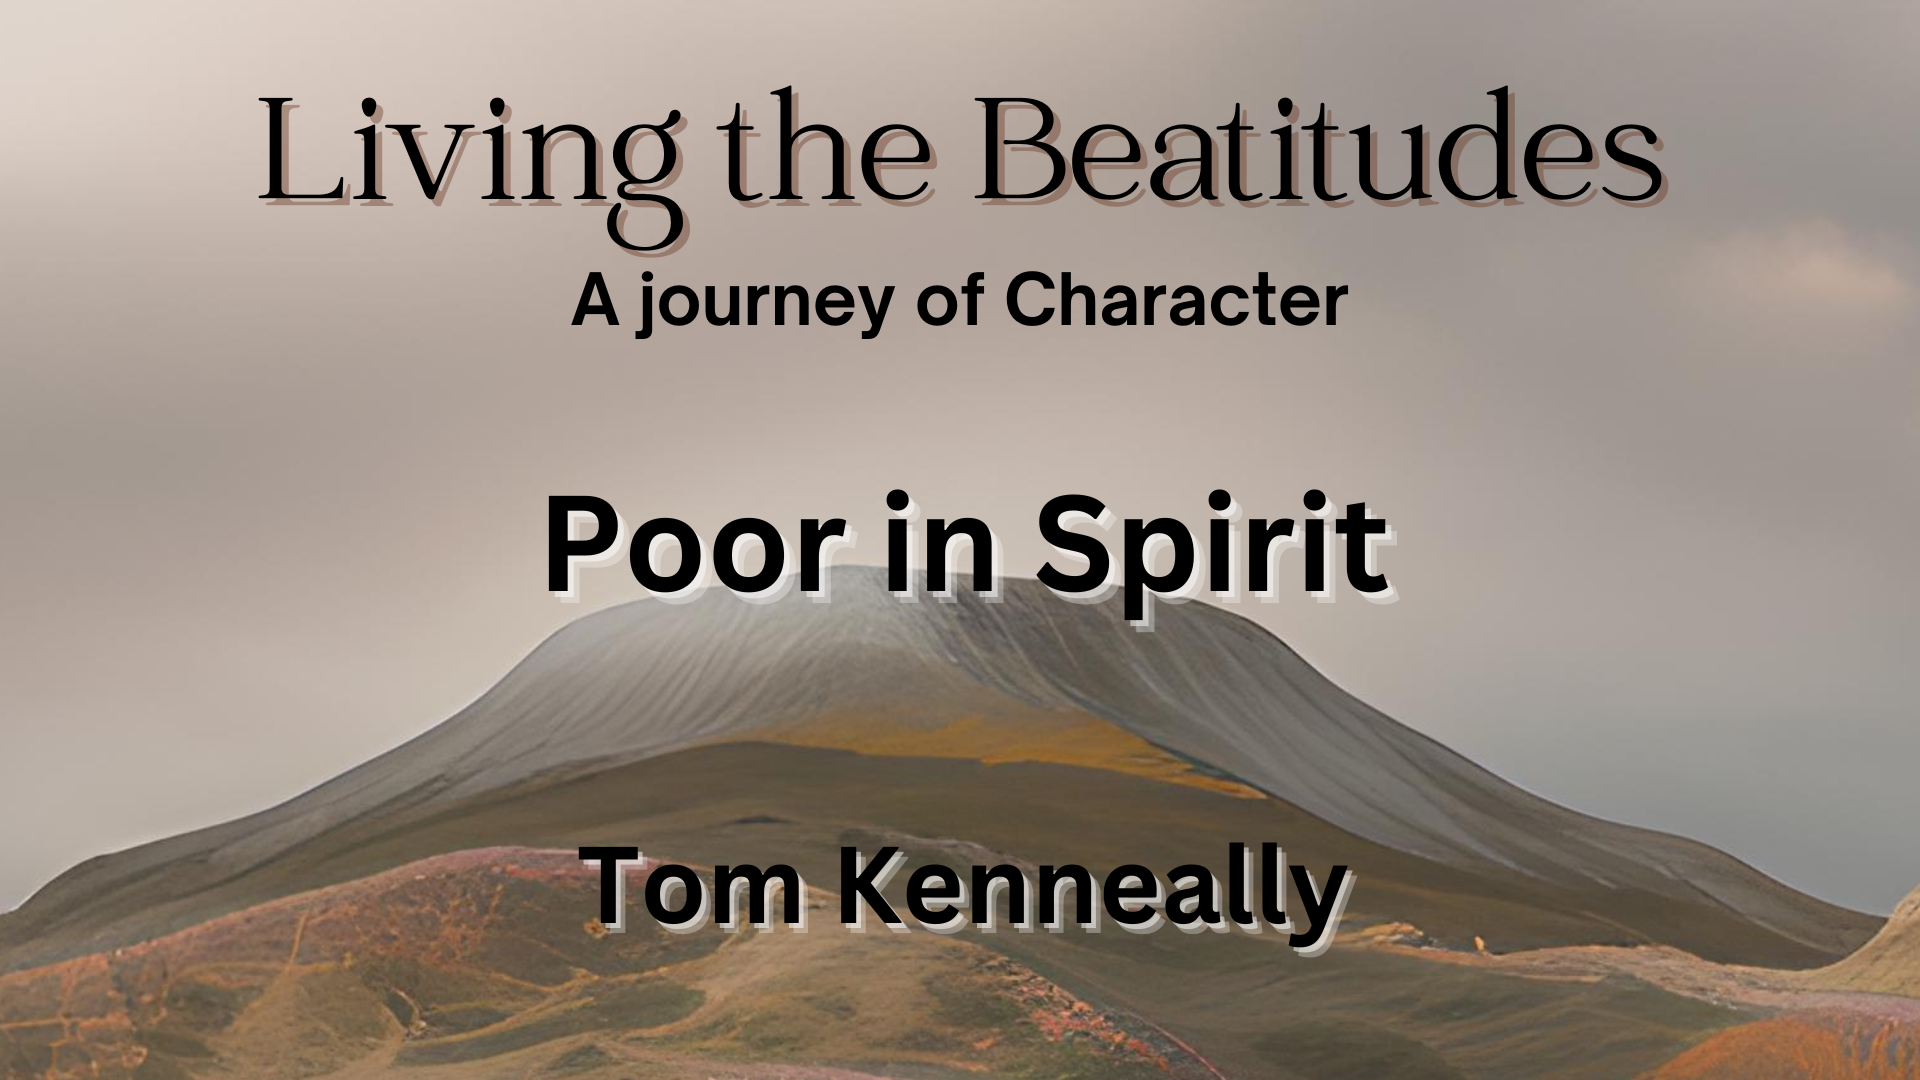 Living the Beatitudes
A journey of Character
Poor in Spirit
Tom Kenneally